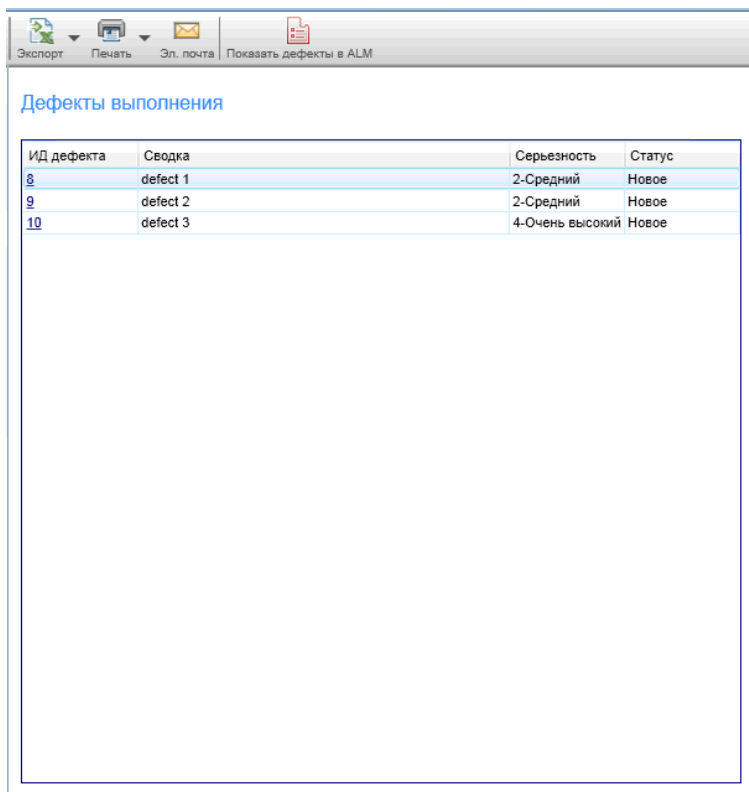 Экспорт Печать Эл. почта Показать дефекты в ALM
Дефекты выполнения
ИД дефекта Сводка Серьезность Статус
8 defect 1 2-Средний Новое
9 defect 2 2-Средний Новое
10 defect 3 4-Очень высокий Новое